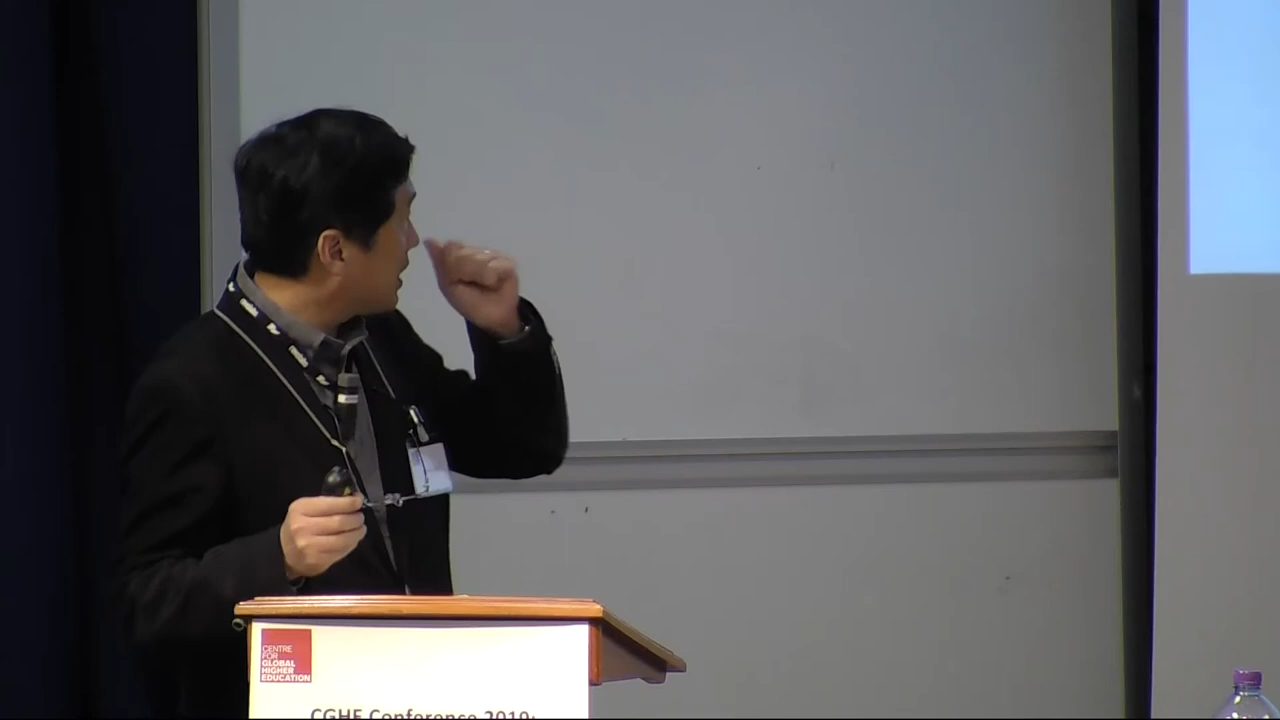 CENTRE
FOR
GLOBAL
HIGHER
EDUCATION
CGHE Conference 2019: